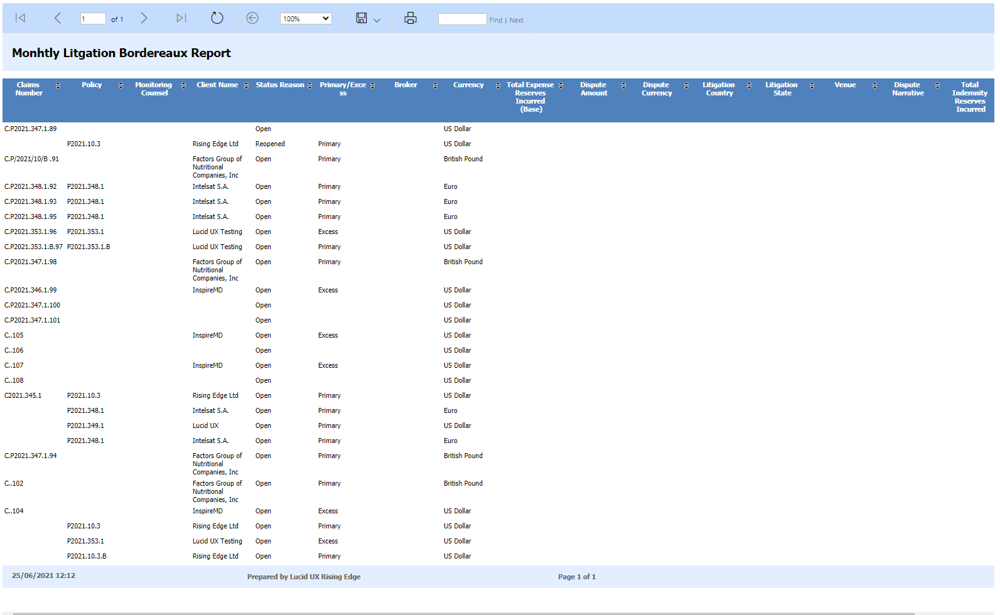 1 of 1 100% Find | Next
Monhtly Litgation Bordereaux Report
Claims Number Policy Monitoring Counsel Client Name Status Reason Primary/Excess Broker Currency Total Expense Reserves Incurred (Base) Dispute Amount Dispute Currency Litigation Country Litigation State Venue Dispute Narrative Total Indemnity Reserves Incurred
C.P2021.347.1.89 Open US Dollar
P2021.10.3 Rising Edge Ltd Reopened Primary US Dollar
C.P/2021/10/B .91 Factors Group of Nutritional Companies, Inc Open Primary British Pound
C.P2021.348.1.92 P2021.348.1 Intelsat S.A. Open Primary Euro
C.P2021.348.1.93 P2021.348.1 Intelsat S.A. Open Primary Euro
C.P2021.348.1.95 P2021.348.1 Intelsat S.A. Open Primary Euro
C.P2021.353.1.96 P2021.353.1 Lucid UX Testing Open Excess US Dollar
C.P2021.353.1.B.97 P2021.353.1.B Lucid UX Testing Open Primary US Dollar
C.P2021.347.1.98 Factors Group of Nutritional Companies, Inc Open Primary British Pound
C.P2021.346.1.99 InspireMD Open Excess US Dollar
C.P2021.347.1.100 Open US Dollar
C.P2021.347.1.101 Open US Dollar
C..105 InspireMD Open Excess US Dollar
C..106 Open US Dollar
C..107 InspireMD Open Excess US Dollar
C..108 Open US Dollar
C2021.345.1 P2021.10.3 Rising Edge Ltd Open Primary US Dollar
P2021.348.1 Intelsat S.A. Open Primary Euro
P2021.349.1 Lucid UX Open Primary US Dollar
P2021.348.1 Intelsat S.A. Open Primary Euro
C.P2021.347.1.94 Factors Group of Nutritional Companies, Inc Open Primary British Pound
C..102 Factors Group of Nutritional Companies, Inc Open Primary British Pound
C..104 InspireMD Open Excess US Dollar
P2021.10.3 Rising Edge Ltd Open Primary US Dollar
P2021.353.1 Lucid UX Testing Open Excess US Dollar
P2021.10.3.B Rising Edge Ltd Open Primary US Dollar
25/06/2021 12:12 Prepared by Lucid UX Rising Edge Page 1 of 1